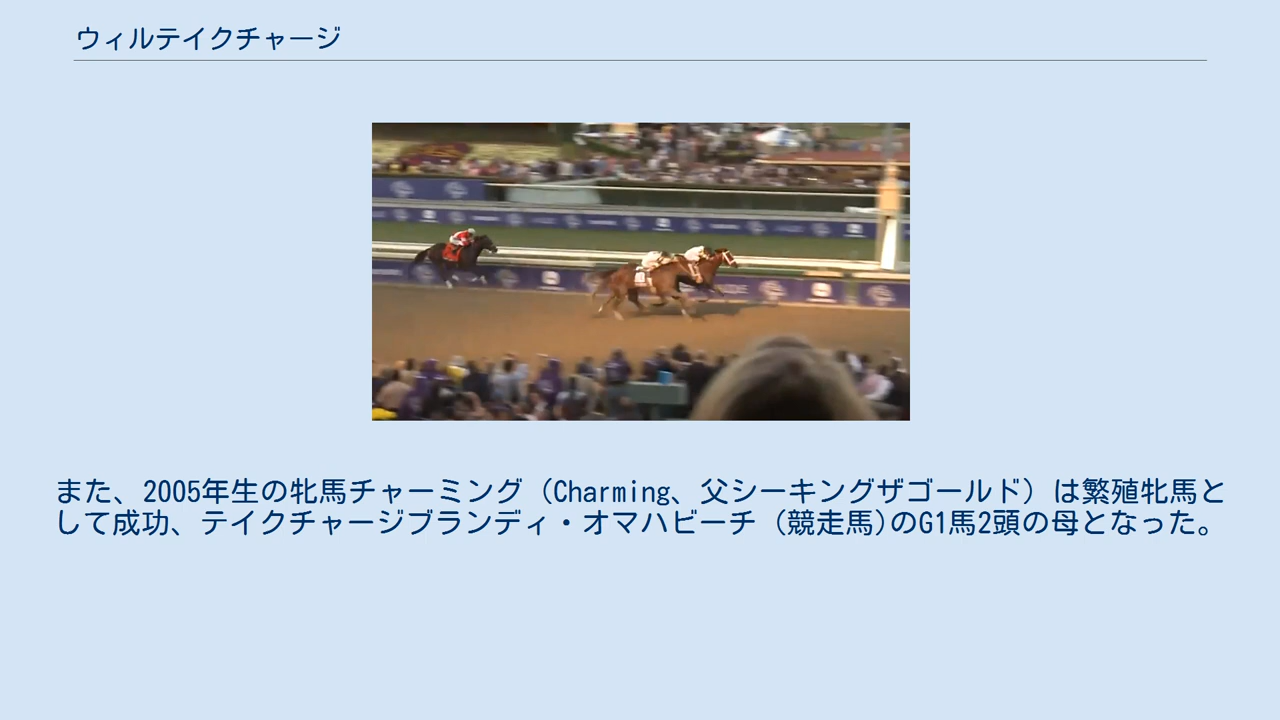 ウィルテイクチャージ
また、2005年生の牝馬チャーミング（Charming、父シーキングザゴールド）は繁殖牝馬と
して成功、テイクチャージブランディ・オマハビーチ (競走馬)のG1馬2頭の母となった。